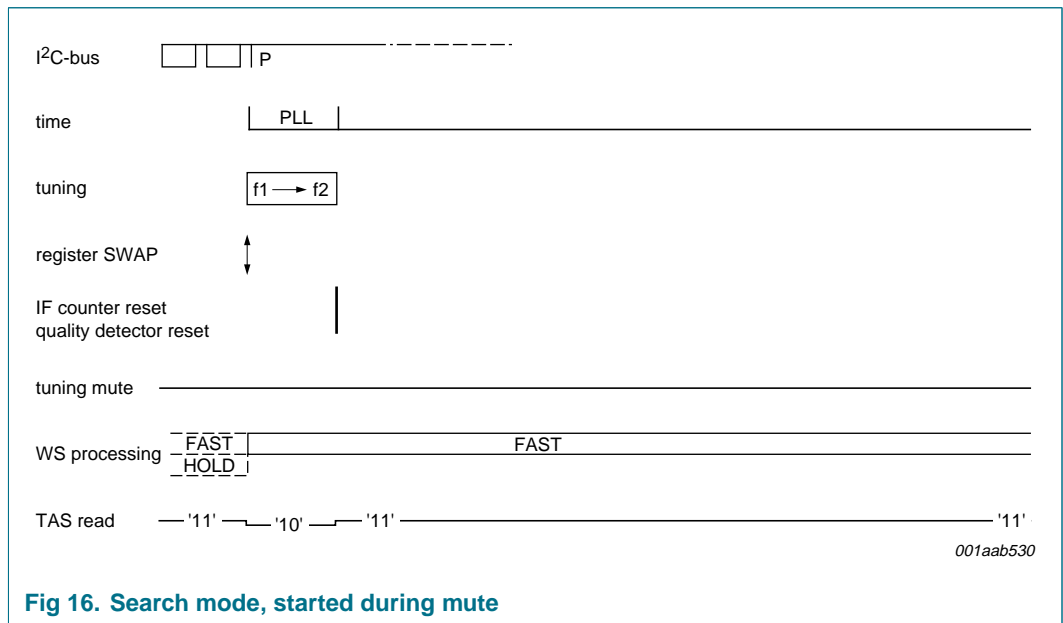 I2C-bus P
time PLL
tuning f1 → f2
register SWAP
IF counter reset
quality detector reset
tuning mute
WS processing FAST FAST
HOLD
TAS read '11' '10' '11' '11'
001aab530
Fig 16. Search mode, started during mute